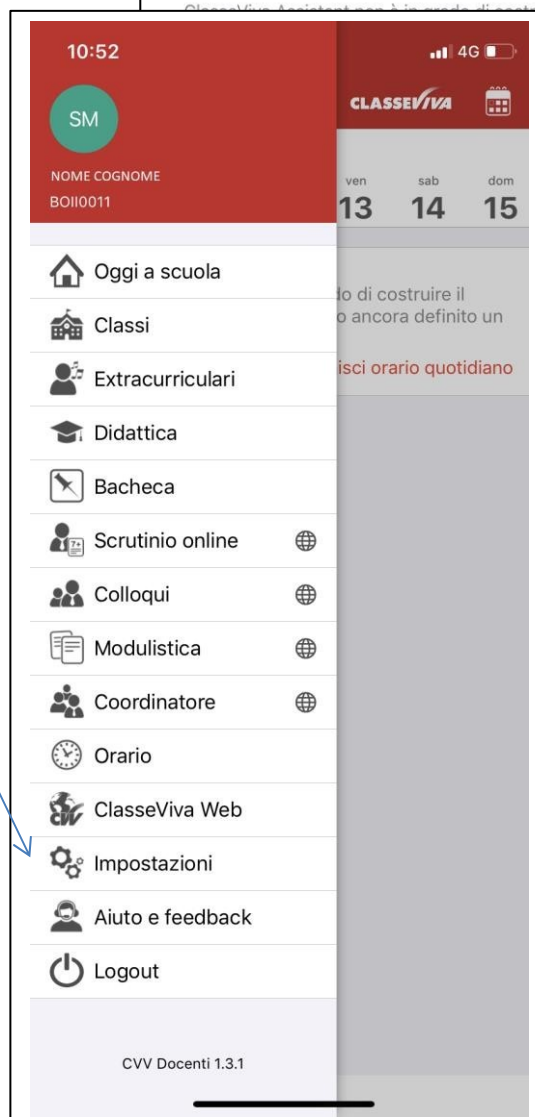 10:52
4G
SM
CLASSEVIVA
NOME COGNOME
BOII0011
ven sab dom
13 14 15
Oggi a scuola
do di costruire il
Classi
o ancora definito un
Extracurriculari
isci orario quotidiano
Didattica
Bacheca
Scrutinio online
Colloqui
Modulistica
Coordinatore
Orario
ClasseViva Web
Impostazioni
Aiuto e feedback
Logout
CVV Docenti 1.3.1